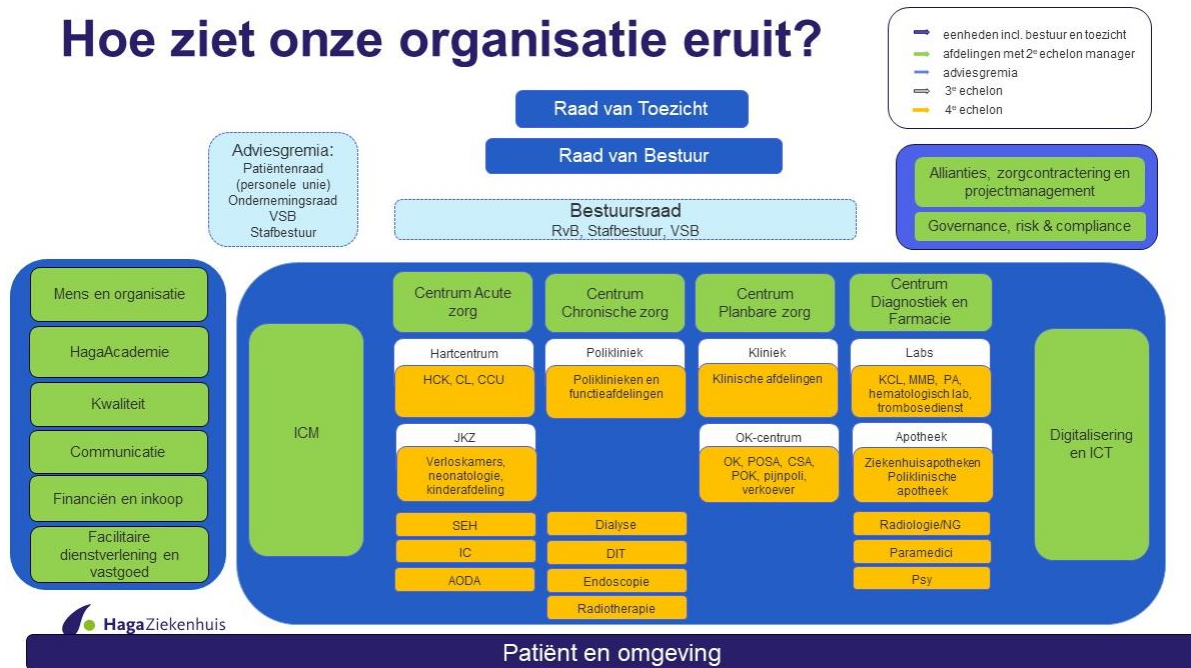 Hoe ziet onze organisatie eruit?
eenheden incl. bestuur en toezicht
afdelingen met 2e echelon manager
adviesgremia
3e echelon
4e echelon
Raad van Toezicht
Raad van Bestuur
Adviesgremia:
Patiëntenraad
(personele unie)
Ondernemingsraad
VSB
Stafbestuur
Bestuursraad
RvB, Stafbestuur, VSB
Allianties, zorgcontractering en
projectmanagement
Governance, risk & compliance
Mens en organisatie
HagaAcademie
Kwaliteit
Communicatie
Financiën en inkoop
Facilitaire
dienstverlening en
vastgoed
ICM
Centrum Acute
zorg
Hartcentrum
HCK, CL, CCU
JKZ
Verloskamers,
neonatologie,
kinderafdeling
SEH
IC
AODA
Centrum
Chronische zorg
Polikliniek
Poliklinieken en
functieafdelingen
Dialyse
DIT
Endoscopie
Radiotherapie
Centrum
Planbare zorg
Kliniek
Klinische afdelingen
OK-centrum
OK, POSA, CSA,
POK, pijnpoli,
verkoever
Centrum
Diagnostiek en
Farmacie
Labs
KCL, MMB, PA,
hematologisch lab,
trombosedienst
Apotheek
Ziekenhuisapotheken
Poliklinische
apotheek
Radiologie/NG
Paramedici
Psy
Digitalisering
en ICT
HagaZiekenhuis
Patiënt en omgeving